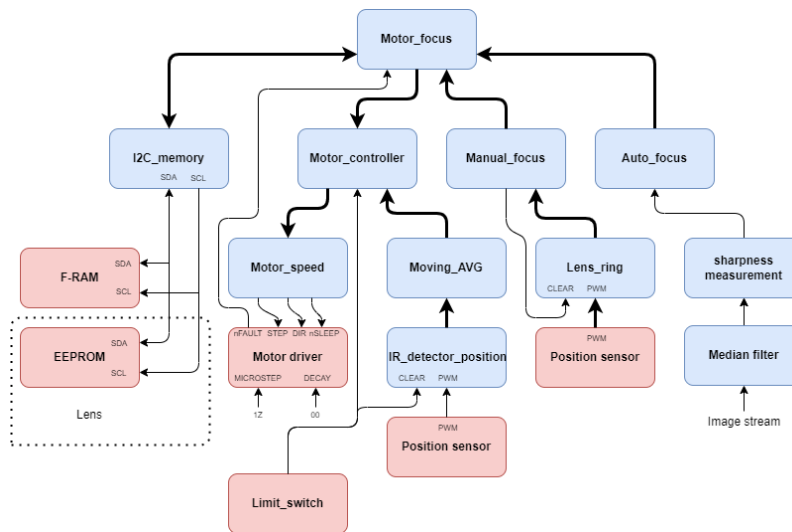 Motor_focus
I2C_memory
SDA SCL
Motor_controller
Manual_focus
Auto_focus
F-RAM
SDA
SCL
Motor_speed
Moving_AVG
Lens_ring
CLEAR PWM
sharpness
measurement
EEPROM
SDA
SCL
Lens
nFAULT STEP DIR nSLEEP
Motor driver
MICROSTEP DECAY
1Z 00
IR_detector_position
CLEAR PWM
PWM
Position sensor
Median filter
Image stream
PWM
Position sensor
Limit_switch